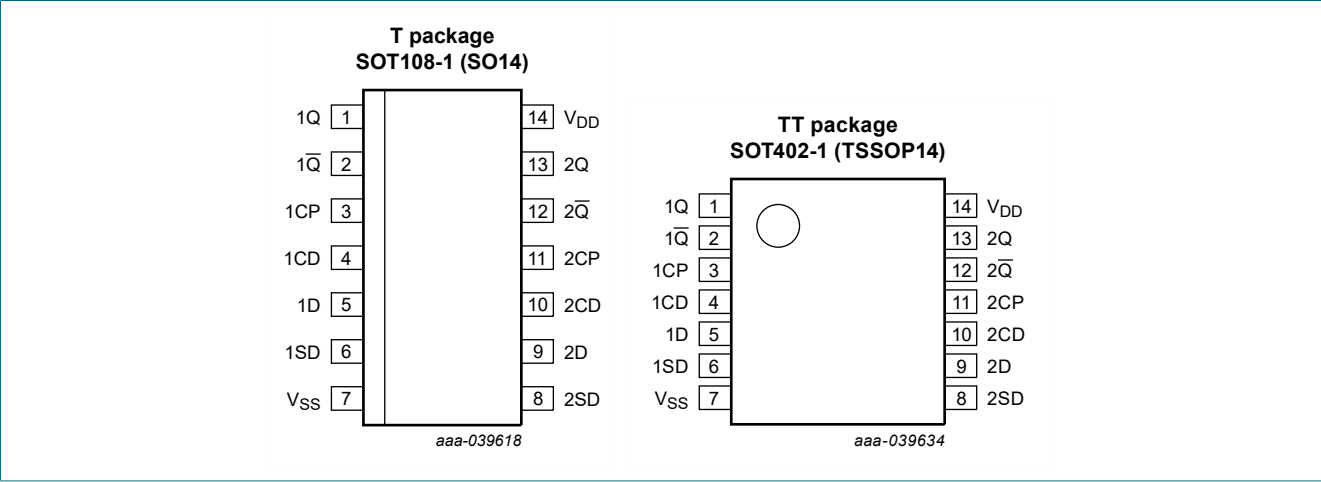 T package
SOT108-1 (SO14)
1Q 1 14 VDD
1Q̅ 2 13 2Q
1CP 3 12 2Q̅
1CD 4 11 2CP
1D 5 10 2CD
1SD 6 9 2D
VSS 7 8 2SD
aaa-039618
TT package
SOT402-1 (TSSOP14)
1Q 1 14 VDD
1Q̅ 2 13 2Q
1CP 3 12 2Q̅
1CD 4 11 2CP
1D 5 10 2CD
1SD 6 9 2D
VSS 7 8 2SD
aaa-039634